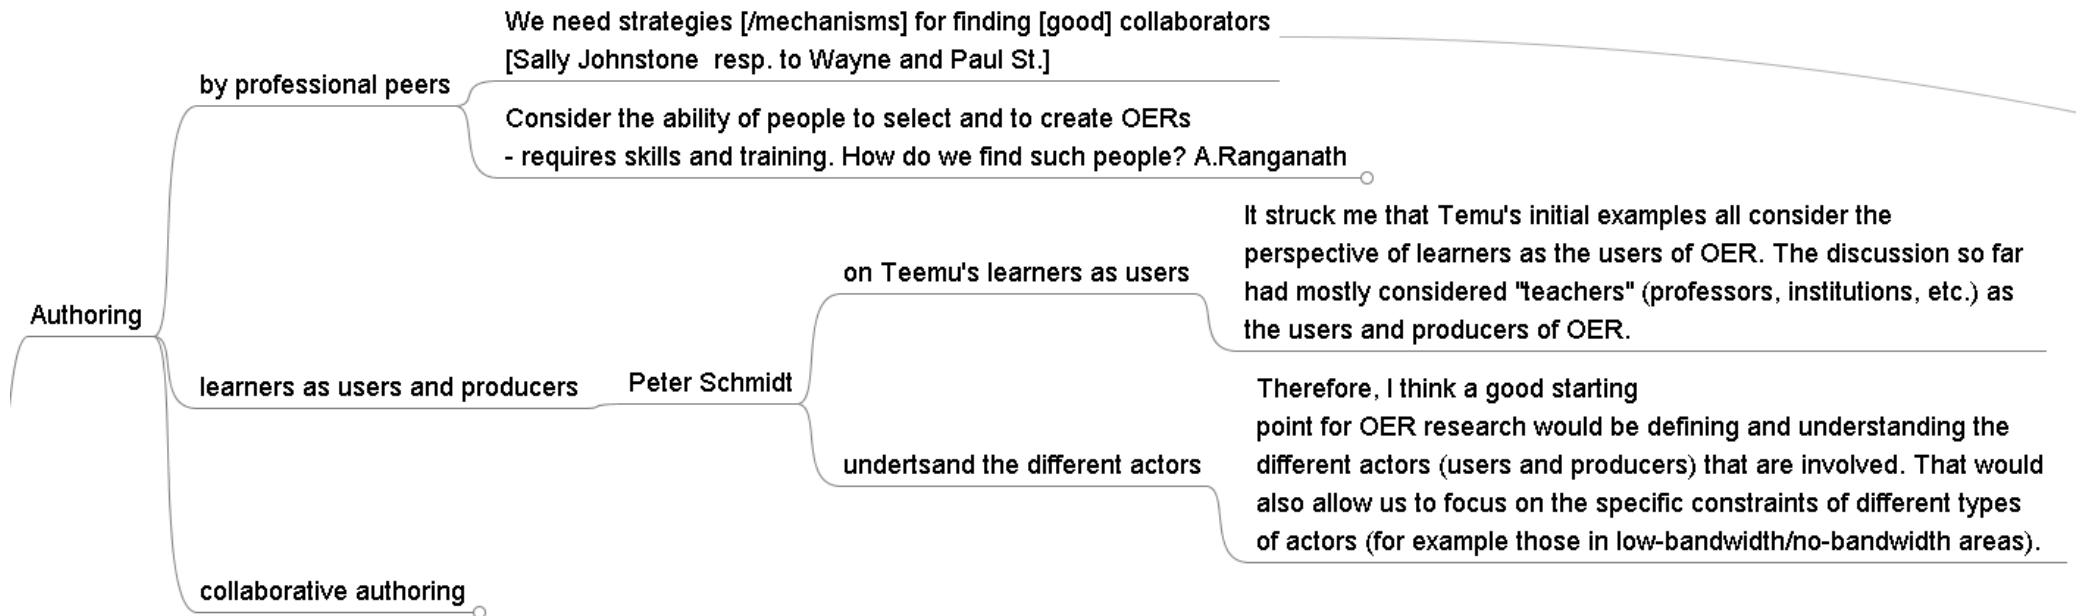 We need strategies [/mechanisms] for finding [good] collaborators
[Sally Johnstone  resp. to Wayne and Paul St.]
by professional peers
Consider the ability of people to select and to create OERs
- requires skills and training. How do we find such people? A.Ranganath
Authoring
learners as users and producers
Peter Schmidt
on Teemu's learners as users
It struck me that Temu's initial examples all consider the
perspective of learners as the users of OER. The discussion so far
had mostly considered "teachers" (professors, institutions, etc.) as
the users and producers of OER.
undertsand the different actors
Therefore, I think a good starting
point for OER research would be defining and understanding the
different actors (users and producers) that are involved. That would
also allow us to focus on the specific constraints of different types
of actors (for example those in low-bandwidth/no-bandwidth areas).
collaborative authoring